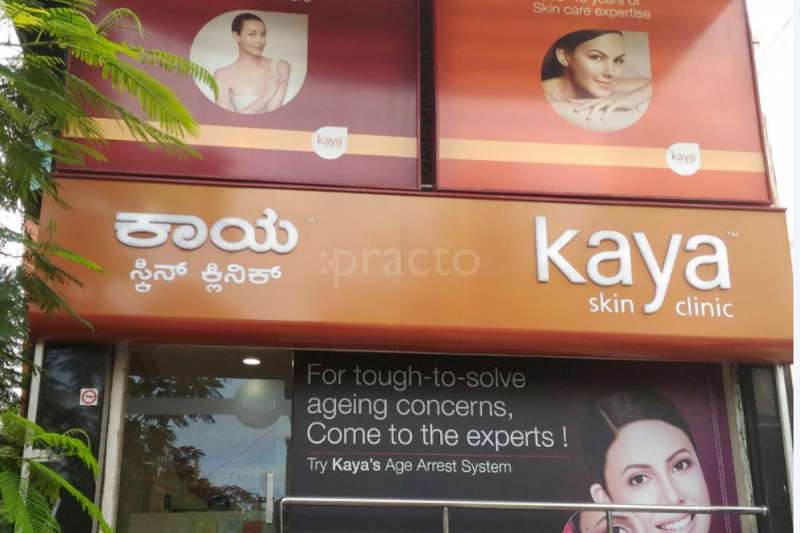 Skin care expertise
kaya
kaya
ಕಾಯ
ಸ್ಕಿನ್ ಕ್ಲಿನಿಕ್
:practo
kaya™
skin clinic
For tough-to-solve
ageing concerns,
Come to the experts !
Try Kaya's Age Arrest System